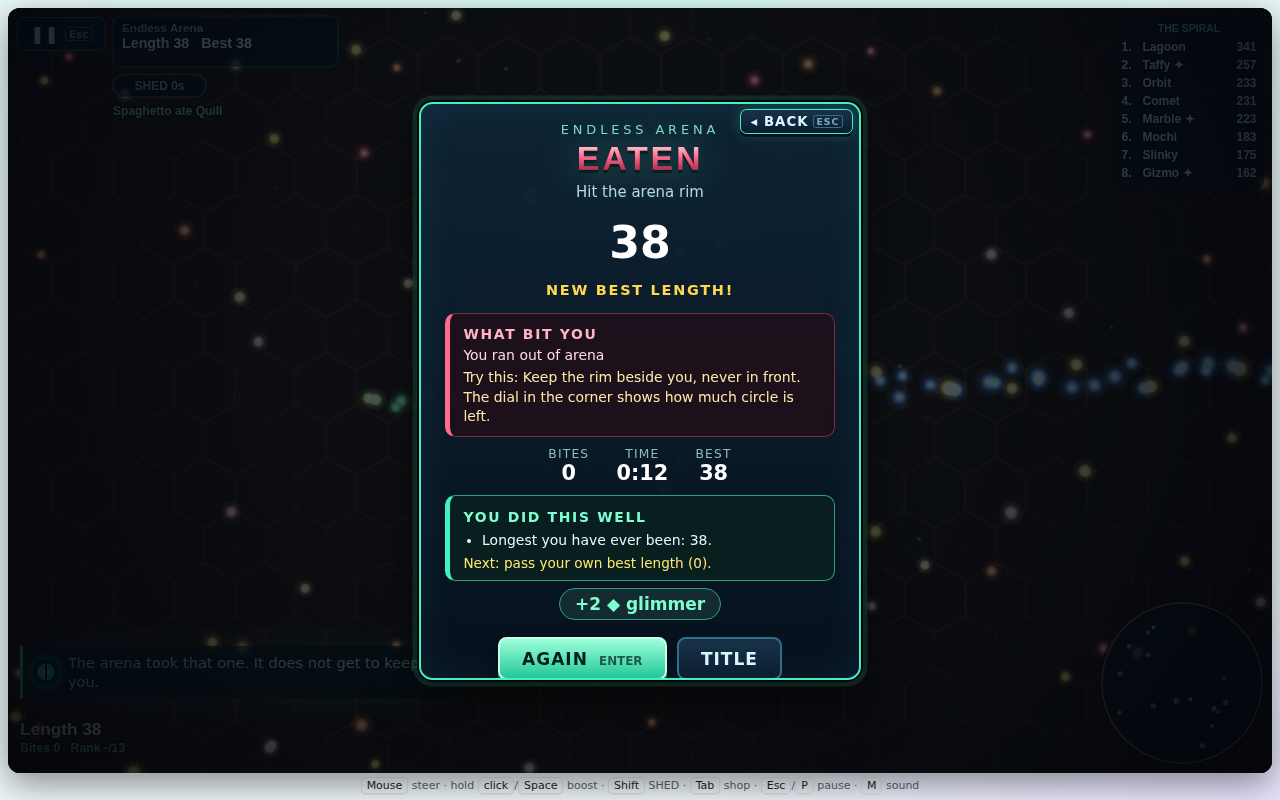 ❚❚ Esc
Endless Arena
Length 38 Best 38
SHED 0s
Spaghetto ate Quill
THE SPIRAL
1. Lagoon 341
2. Taffy ✦ 257
3. Orbit 233
4. Comet 231
5. Marble ✦ 223
6. Mochi 183
7. Slinky 175
8. Gizmo ✦ 162
◂ BACK ESC
ENDLESS ARENA
EATEN
Hit the arena rim
38
NEW BEST LENGTH!
WHAT BIT YOU
You ran out of arena
Try this: Keep the rim beside you, never in front.
The dial in the corner shows how much circle is
left.
BITES TIME BEST
0 0:12 38
YOU DID THIS WELL
• Longest you have ever been: 38.
Next: pass your own best length (0).
+2 ◆ glimmer
AGAIN ENTER TITLE
The arena took that one. It does not get to keep
you.
Length 38
Bites 0 Rank -/13
Mouse steer · hold click / Space boost · Shift SHED · Tab shop · Esc / P pause · M sound